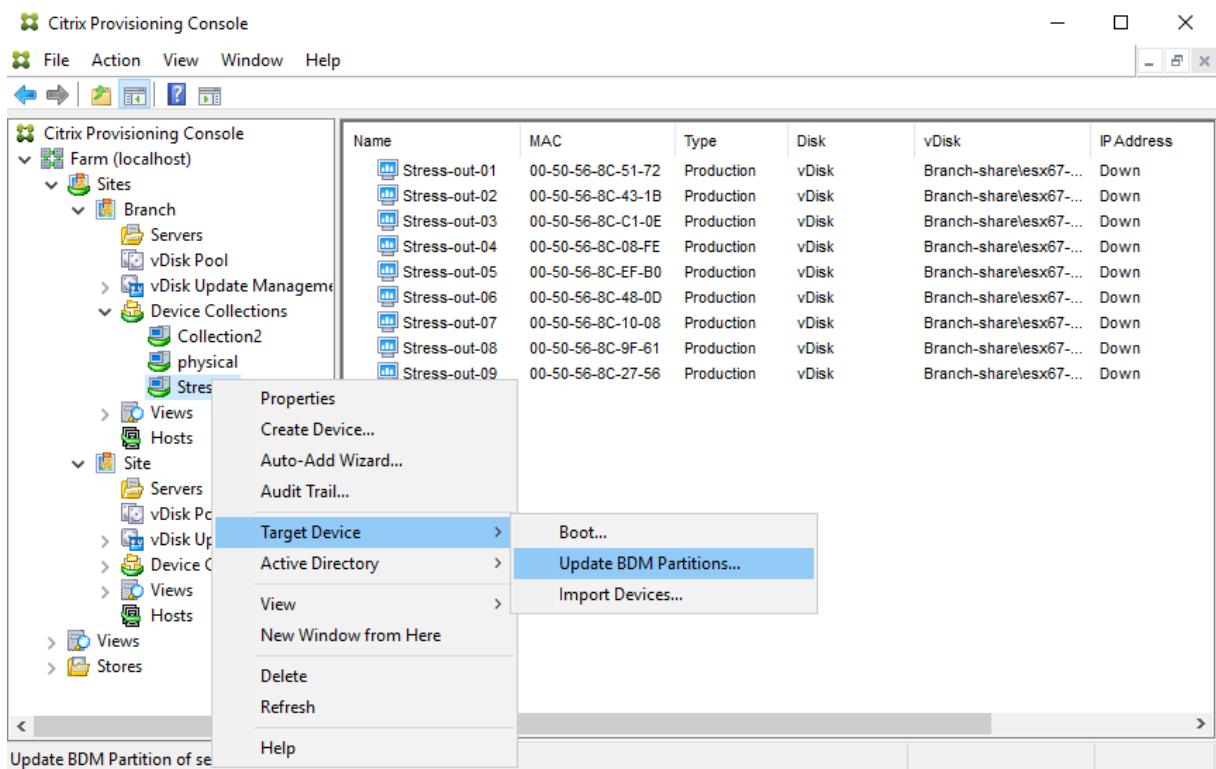 Citrix Provisioning Console
File Action View Window Help
Citrix Provisioning Console
Farm (localhost)
Sites
Branch
Servers
vDisk Pool
vDisk Update Manageme
Device Collections
Collection2
physical
Stres
Views
Hosts
Site
Servers
vDisk Po
vDisk Up
Device C
Views
Hosts
Views
Stores
Name MAC Type Disk vDisk IP Address
Stress-out-01 00-50-56-8C-51-72 Production vDisk Branch-share\esx67-... Down
Stress-out-02 00-50-56-8C-43-1B Production vDisk Branch-share\esx67-... Down
Stress-out-03 00-50-56-8C-C1-0E Production vDisk Branch-share\esx67-... Down
Stress-out-04 00-50-56-8C-08-FE Production vDisk Branch-share\esx67-... Down
Stress-out-05 00-50-56-8C-EF-B0 Production vDisk Branch-share\esx67-... Down
Stress-out-06 00-50-56-8C-48-0D Production vDisk Branch-share\esx67-... Down
Stress-out-07 00-50-56-8C-10-08 Production vDisk Branch-share\esx67-... Down
Stress-out-08 00-50-56-8C-9F-61 Production vDisk Branch-share\esx67-... Down
Stress-out-09 00-50-56-8C-27-56 Production vDisk Branch-share\esx67-... Down
Properties
Create Device...
Auto-Add Wizard...
Audit Trail...
Target Device
Active Directory
View
New Window from Here
Delete
Refresh
Help
Boot...
Update BDM Partitions...
Import Devices...
Update BDM Partition of se